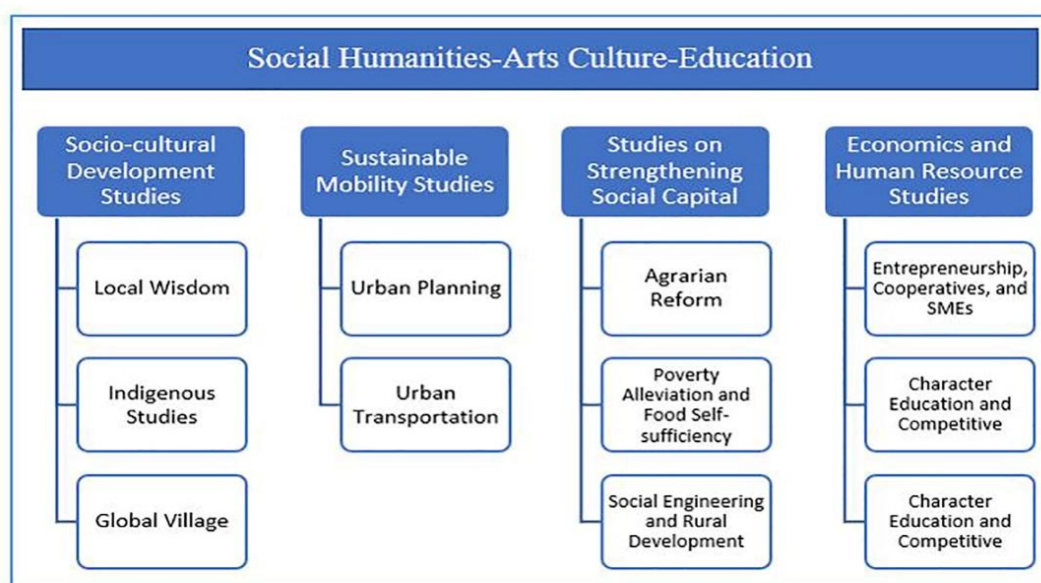 Social Humanities-Arts Culture-Education
Socio-cultural
Development
Studies
Local Wisdom
Indigenous
Studies
Global Village
Sustainable
Mobility Studies
Urban Planning
Urban
Transportation
Studies on
Strengthening
Social Capital
Agrarian
Reform
Poverty
Alleviation and
Food Self-
sufficiency
Social Engineering
and Rural
Development
Economics and
Human Resource
Studies
Entrepreneurship,
Cooperatives, and
SMEs
Character
Education and
Competitive
Character
Education and
Competitive